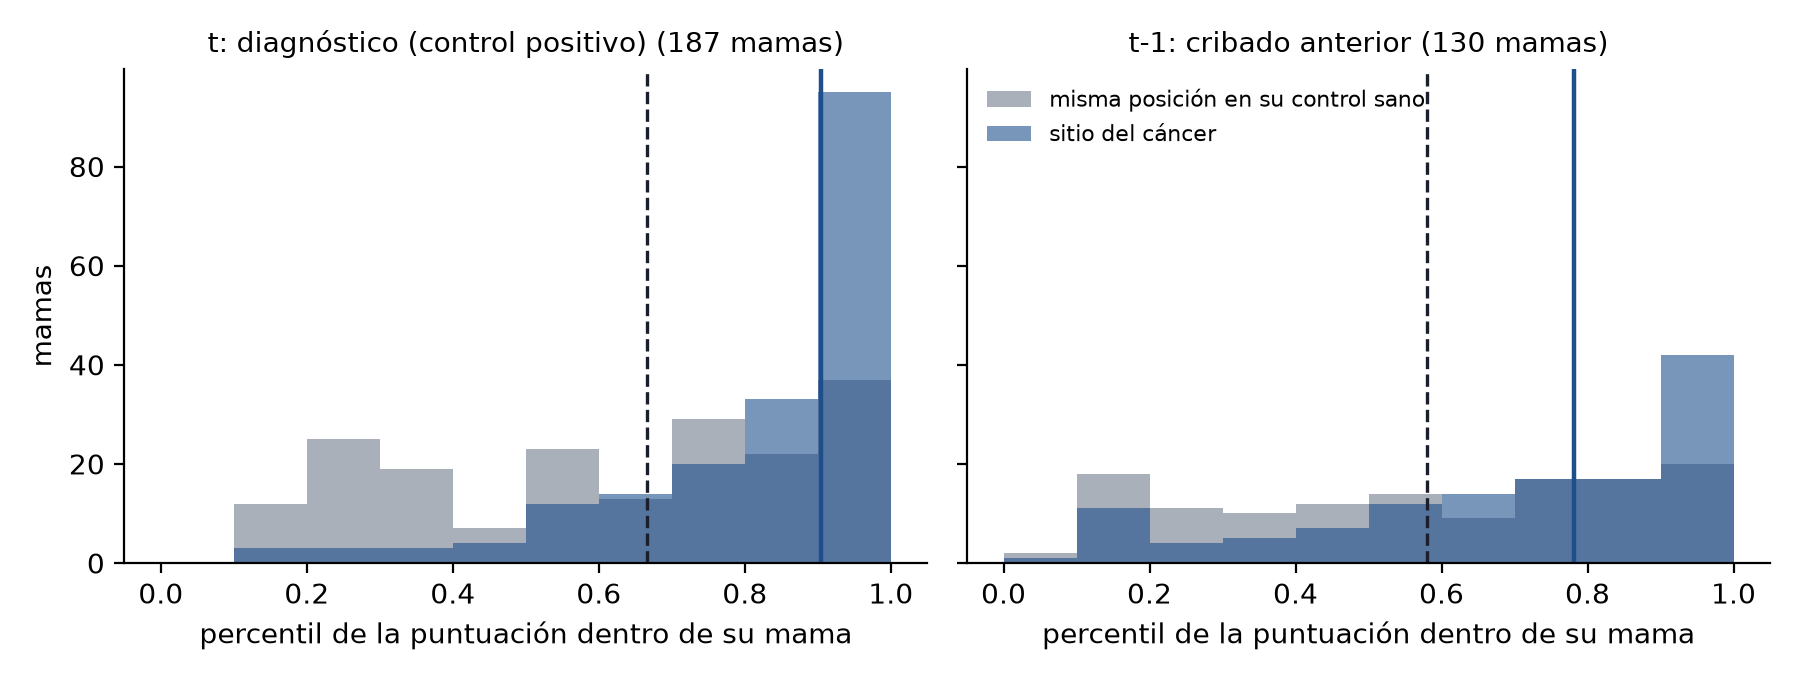 t: diagnóstico (control positivo) (187 mamas)
t-1: cribado anterior (130 mamas)
misma posición en su control sano
sitio del cáncer
mamas
80
60
40
20
0
0.0 0.2 0.4 0.6 0.8 1.0
0.0 0.2 0.4 0.6 0.8 1.0
percentil de la puntuación dentro de su mama
percentil de la puntuación dentro de su mama